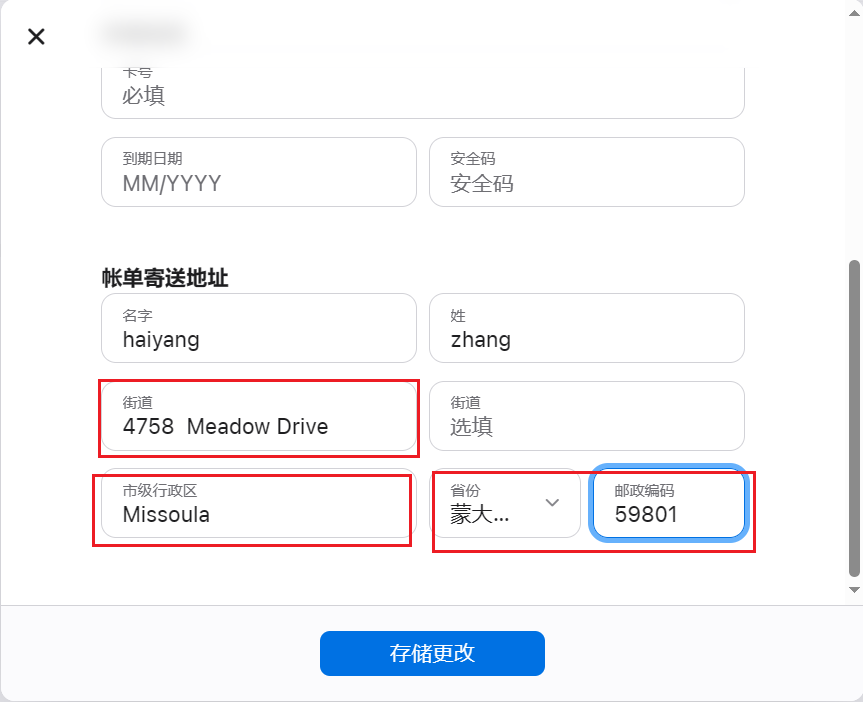 卡号
必填
到期日期
MM/YYYY
安全码
安全码
帐单寄送地址
名字
haiyang
姓
zhang
街道
4758  Meadow Drive
街道
选填
市级行政区
Missoula
省份
蒙大...
邮政编码
59801
存储更改